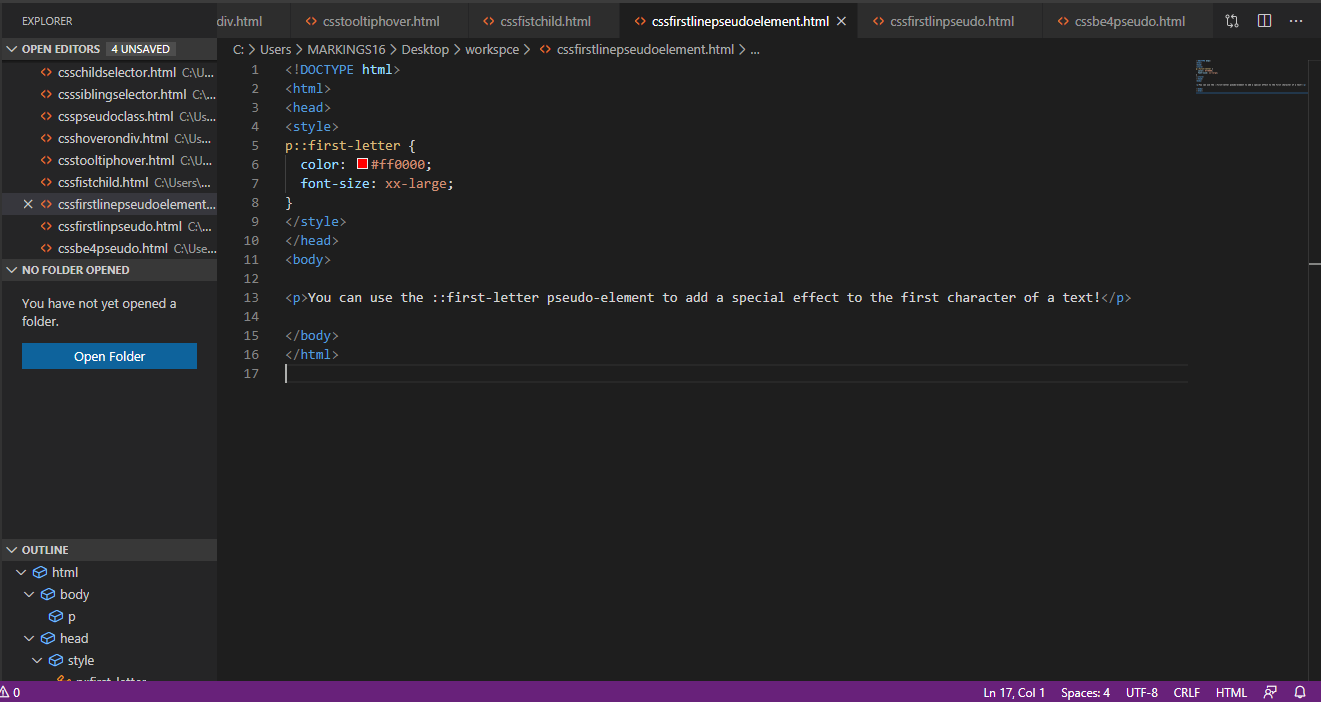 EXPLORER
div.html
csstooltiphover.html
cssfistchild.html
cssfirstlinepseudoelement.html
cssfirstlinpseudo.html
cssbe4pseudo.html
OPEN EDITORS 4 UNSAVED
C: > Users > MARKINGS16 > Desktop > workspce > cssfirstlinepseudoelement.html > ...
csschildselector.html C:\U...
csssiblingselector.html C:\...
csspseudoclass.html C:\Us...
csshoverondiv.html C:\Us...
csstooltiphover.html C:\U...
cssfistchild.html C:\Users\...
cssfirstlinepseudoelement...
cssfirstlinpseudo.html C:\...
cssbe4pseudo.html C:\Use...
NO FOLDER OPENED
You have not yet opened a
folder.
Open Folder
OUTLINE
html
body
p
head
style
p::first-letter
1 <!DOCTYPE html>
2 <html>
3 <head>
4 <style>
5 p::first-letter {
6 color: #ff0000;
7 font-size: xx-large;
8 }
9 </style>
10 </head>
11 <body>
12
13 <p>You can use the ::first-letter pseudo-element to add a special effect to the first character of a text!</p>
14
15 </body>
16 </html>
17
0
Ln 17, Col 1 Spaces: 4 UTF-8 CRLF HTML